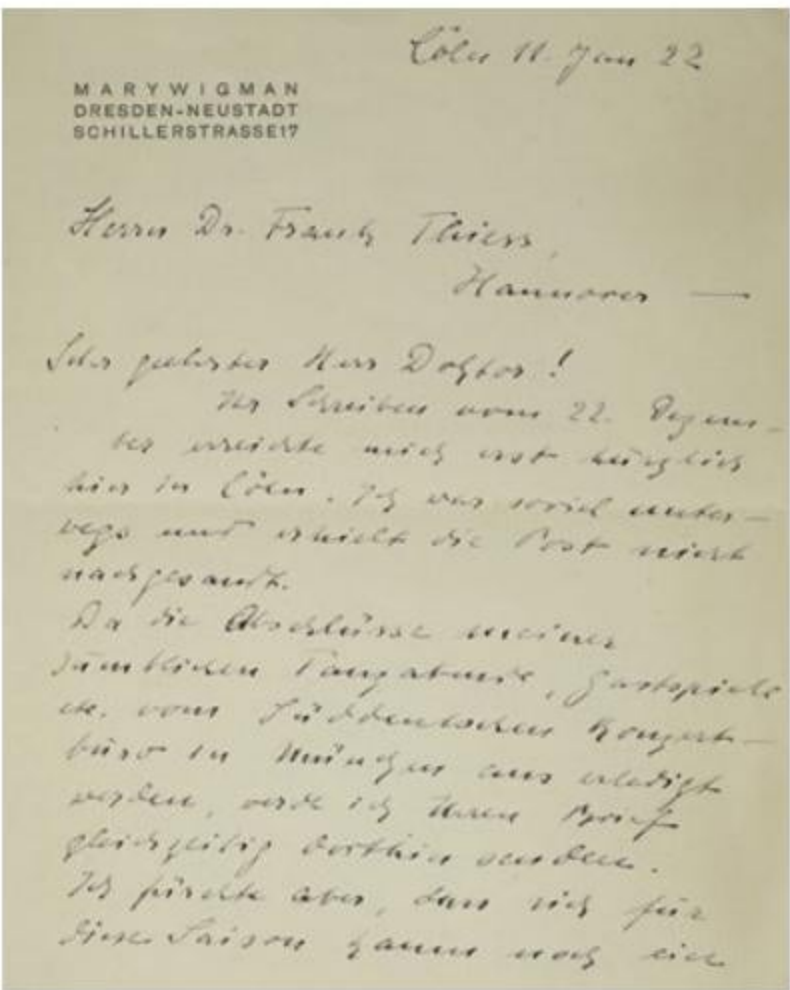 Cöln 11. Jan 22
MARY WIGMAN
DRESDEN-NEUSTADT
SCHILLERSTRASSE 17
Herrn Dr. Frank Thiess,
Hannover —
Sehr geehrter Herr Doktor!
Ihr Schreiben vom 22. Dezem-
ber erreichte mich erst kürzlich
hier in Cöln. Ich war soviel unter-
wegs und erhielt die Post nicht
nachgesandt.
Da die Abschlüsse meiner
sämtlichen Tanzabende, Gastspiele
etc. vom Süddeutschen Konzert-
büro in München aus erledigt
werden, werde ich Ihren Brief
gleichzeitig dorthin senden.
Ich fürchte aber, dass sich für
diese Saison kaum noch ein